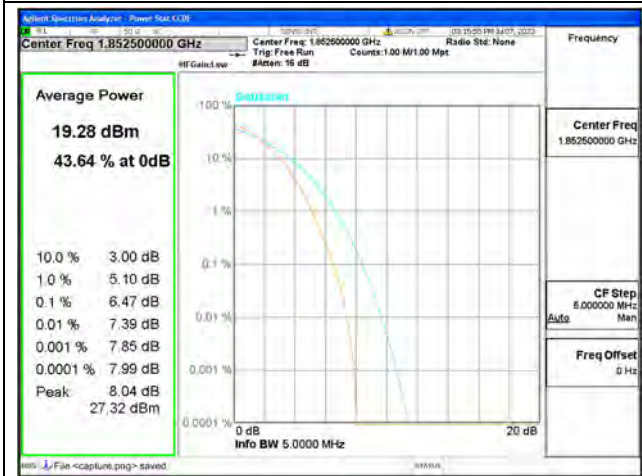 Agilent Spectrum Analyzer - Power Stat CCDF
Center Freq 1.852500000 GHz
Center Freq: 1.852500000 GHz
Radio Std: None
Trig: Free Run
Counts:1.00 M/1.00 Mpt
#IFGain:Low
#Atten: 16 dB
Frequency
Average Power
19.28 dBm
43.64 % at 0dB
10.0 % 3.00 dB
1.0 % 5.10 dB
0.1 % 6.47 dB
0.01 % 7.39 dB
0.001 % 7.85 dB
0.0001 % 7.99 dB
Peak 8.04 dB
27.32 dBm
Gaussian
100 %
10 %
1 %
0.1 %
0.01 %
0.001 %
0.0001 %
0 dB
20 dB
Info BW 5.0000 MHz
Center Freq
1.852500000 GHz
CF Step
5.000000 MHz
Auto Man
Freq Offset
0 Hz
MSG File <capture.png> saved
STATUS